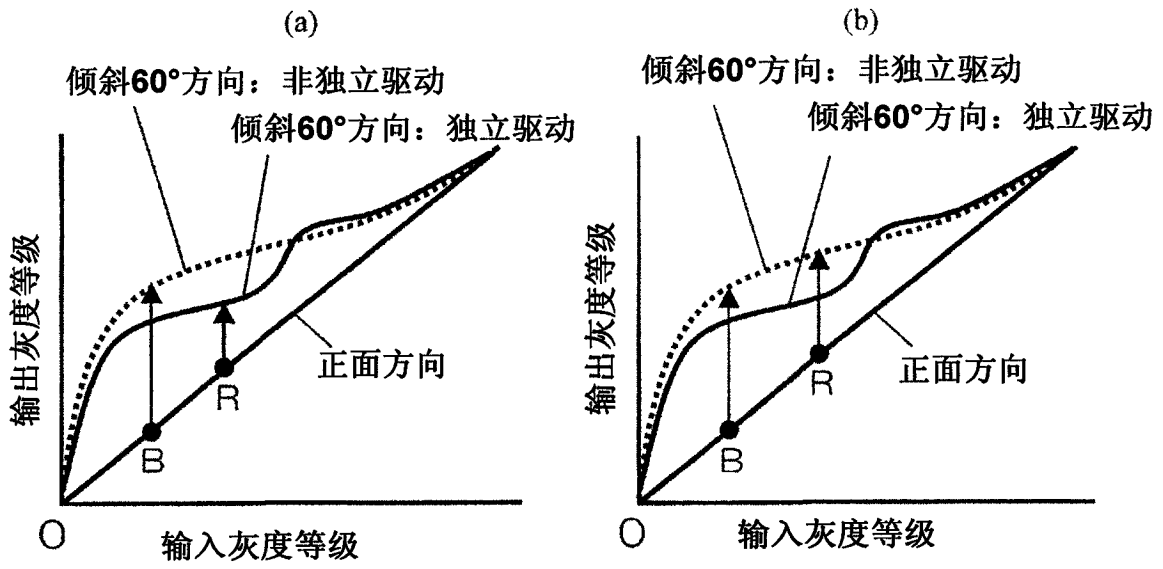 (a)
倾斜60°方向：非独立驱动
倾斜60°方向：独立驱动
输出灰度等级
正面方向
R
B
O
输入灰度等级
(b)
倾斜60°方向：非独立驱动
倾斜60°方向：独立驱动
输出灰度等级
正面方向
R
B
O
输入灰度等级